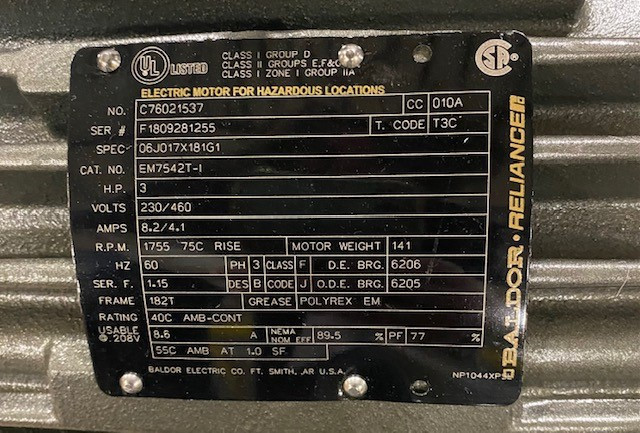 UL LISTED
CLASS I GROUP D
CLASS II GROUPS E,F&G
CLASS I ZONE I GROUP IIA
ELECTRIC MOTOR FOR HAZARDOUS LOCATIONS
NO. C76021537 CC 010A
SER # F1809281255 T. CODE T3C
SPEC 06J017X181G1
CAT. NO. EM7542T-I
H.P. 3
VOLTS 230/460
AMPS 8.2/4.1
R.P.M. 1755 75C RISE MOTOR WEIGHT 141
HZ 60 PH 3 CLASS F D.E. BRG. 6206
SER. F. 1.15 DES B CODE J O.D.E. BRG. 6205
FRAME 182T GREASE POLYREX EM
RATING 40C AMB-CONT
USABLE @ 208V 8.6 A NEMA NOM EFF 89.5 % PF 77 %
55C AMB AT 1.0 SF
BALDOR ELECTRIC CO. FT. SMITH, AR U.S.A.
BALDOR • RELIANCE